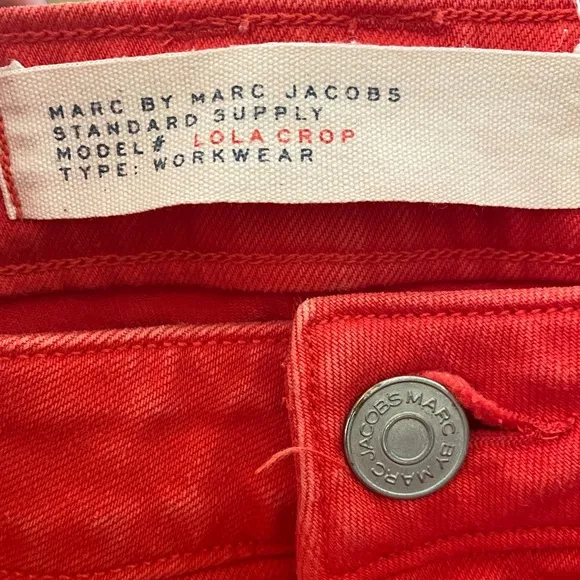 MARC BY MARC JACOBS
STANDARD SUPPLY
MODEL# LOLA CROP
TYPE: WORKWEAR
MARC BY MARC JACOBS